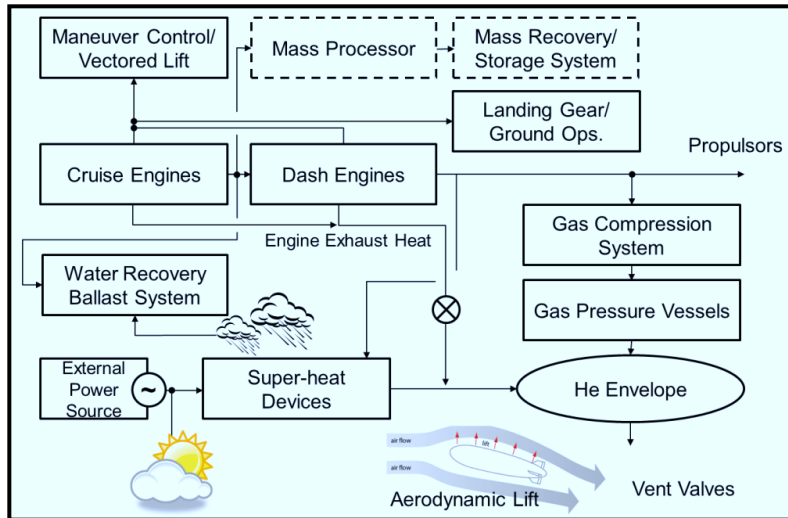 Maneuver Control/
Vectored Lift
Mass Processor
Mass Recovery/
Storage System
Landing Gear/
Ground Ops.
Propulsors
Cruise Engines
Dash Engines
Engine Exhaust Heat
Gas Compression
System
Water Recovery
Ballast System
Gas Pressure Vessels
External
Power
Source
~
Super-heat
Devices
He Envelope
air flow
lift
air flow
Aerodynamic Lift
Vent Valves